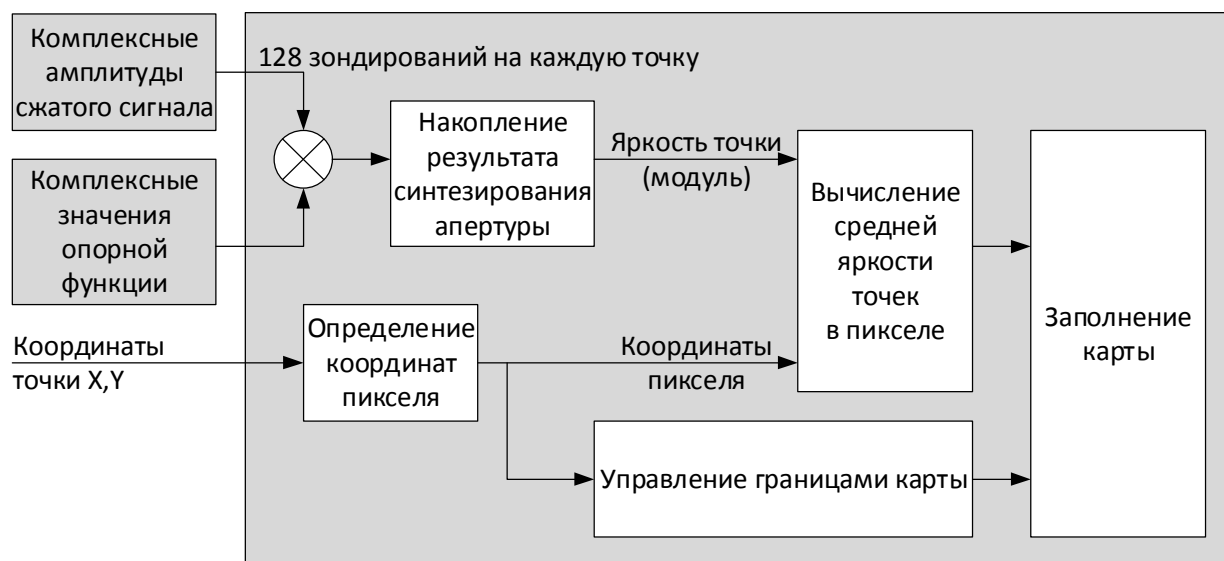 Комплексные
амплитуды
сжатого сигнала
128 зондирований на каждую точку
Комплексные
значения
опорной
функции
Накопление
результата
синтезирования
апертуры
Яркость точки
(модуль)
Вычисление
средней
яркости
точек
в пикселе
Заполнение
карты
Координаты
точки X,Y
Определение
координат
пикселя
Координаты
пикселя
Управление границами карты